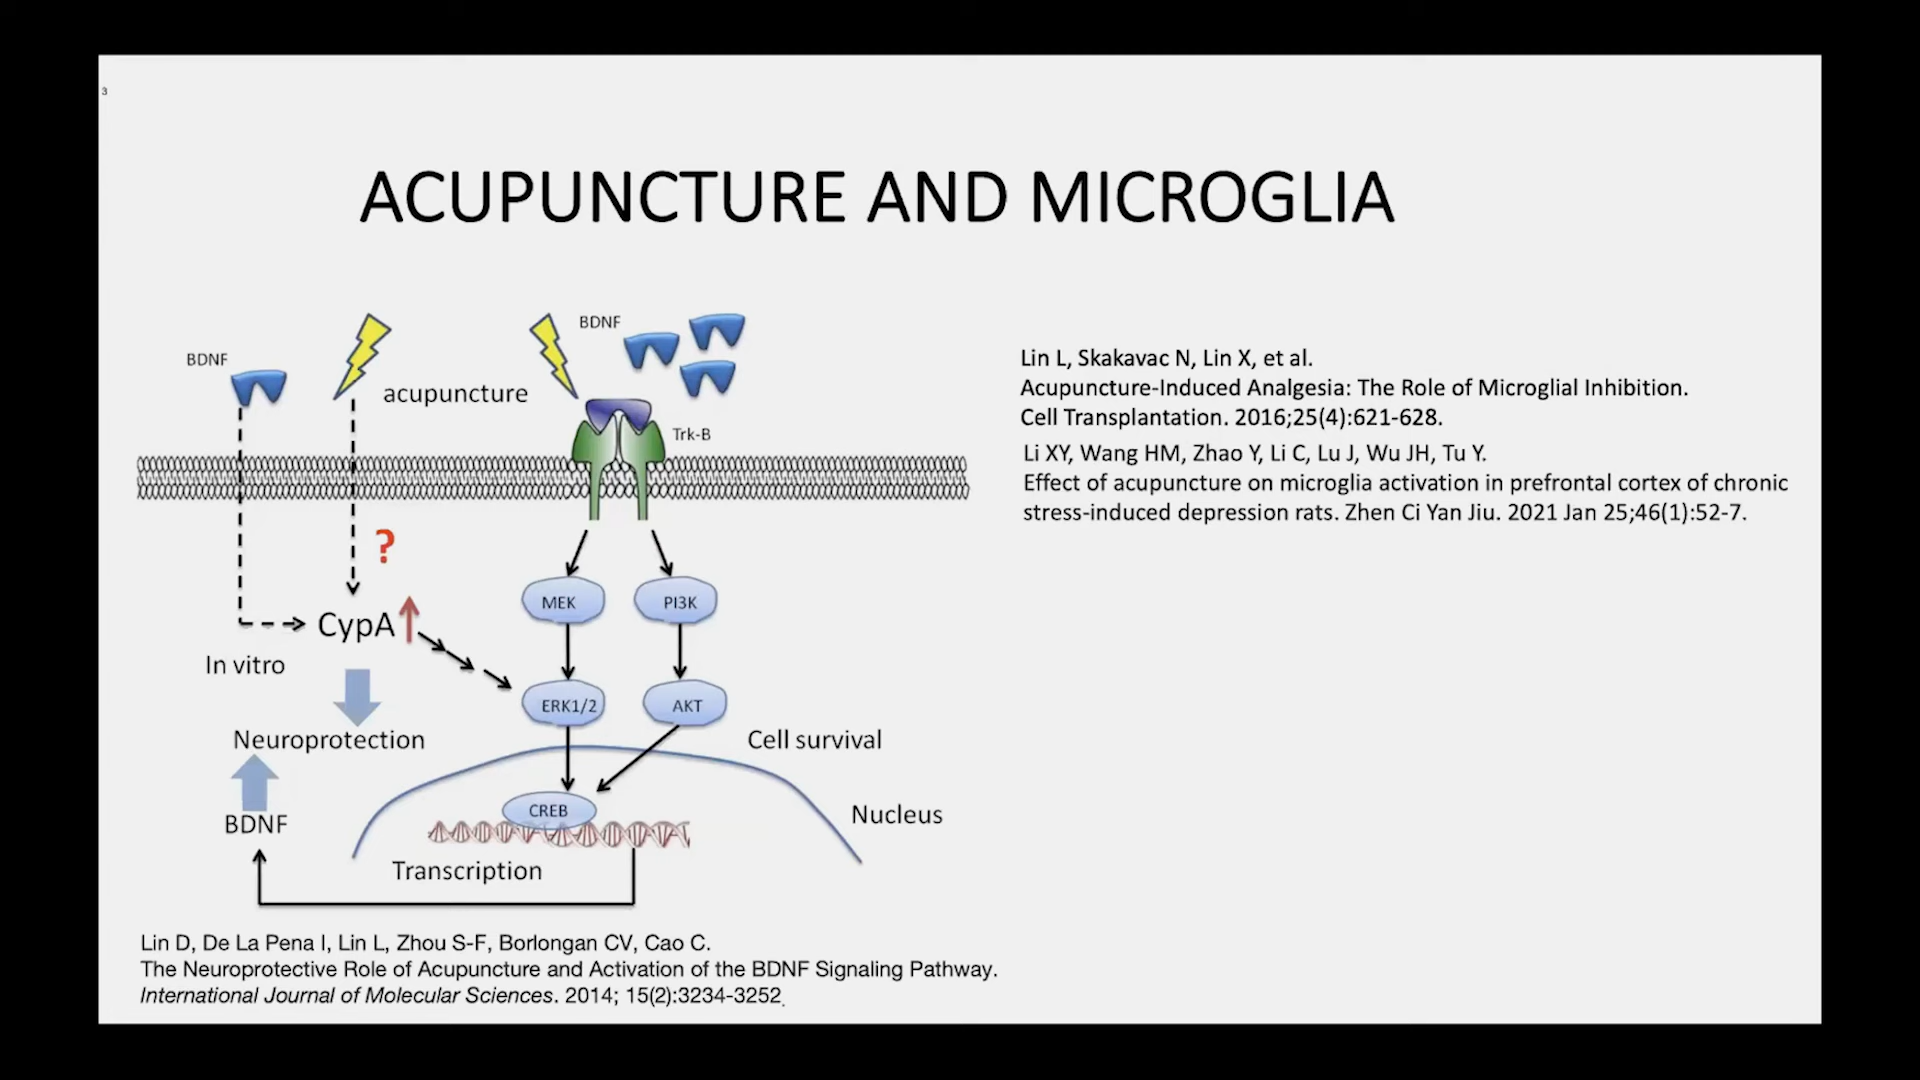 3
ACUPUNCTURE AND MICROGLIA
BDNF
BDNF
acupuncture
Trk-B
?
CypA
In vitro
Neuroprotection
BDNF
MEK
PI3K
ERK1/2
AKT
Cell survival
CREB
Nucleus
Transcription
Lin D, De La Pena I, Lin L, Zhou S-F, Borlongan CV, Cao C.
The Neuroprotective Role of Acupuncture and Activation of the BDNF Signaling Pathway.
International Journal of Molecular Sciences. 2014; 15(2):3234-3252.
Lin L, Skakavac N, Lin X, et al.
Acupuncture-Induced Analgesia: The Role of Microglial Inhibition.
Cell Transplantation. 2016;25(4):621-628.
Li XY, Wang HM, Zhao Y, Li C, Lu J, Wu JH, Tu Y.
Effect of acupuncture on microglia activation in prefrontal cortex of chronic
stress-induced depression rats. Zhen Ci Yan Jiu. 2021 Jan 25;46(1):52-7.